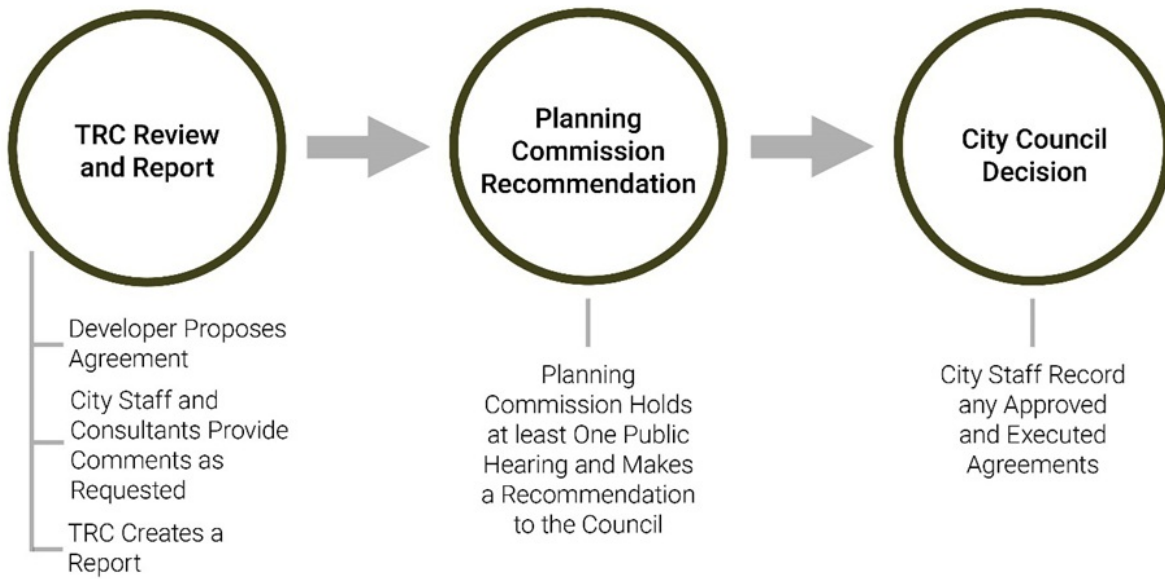 TRC Review
and Report
Developer Proposes
Agreement
City Staff and
Consultants Provide
Comments as
Requested
TRC Creates a
Report
Planning
Commission
Recommendation
Planning
Commission Holds
at least One Public
Hearing and Makes
a Recommendation
to the Council
City Council
Decision
City Staff Record
any Approved
and Executed
Agreements